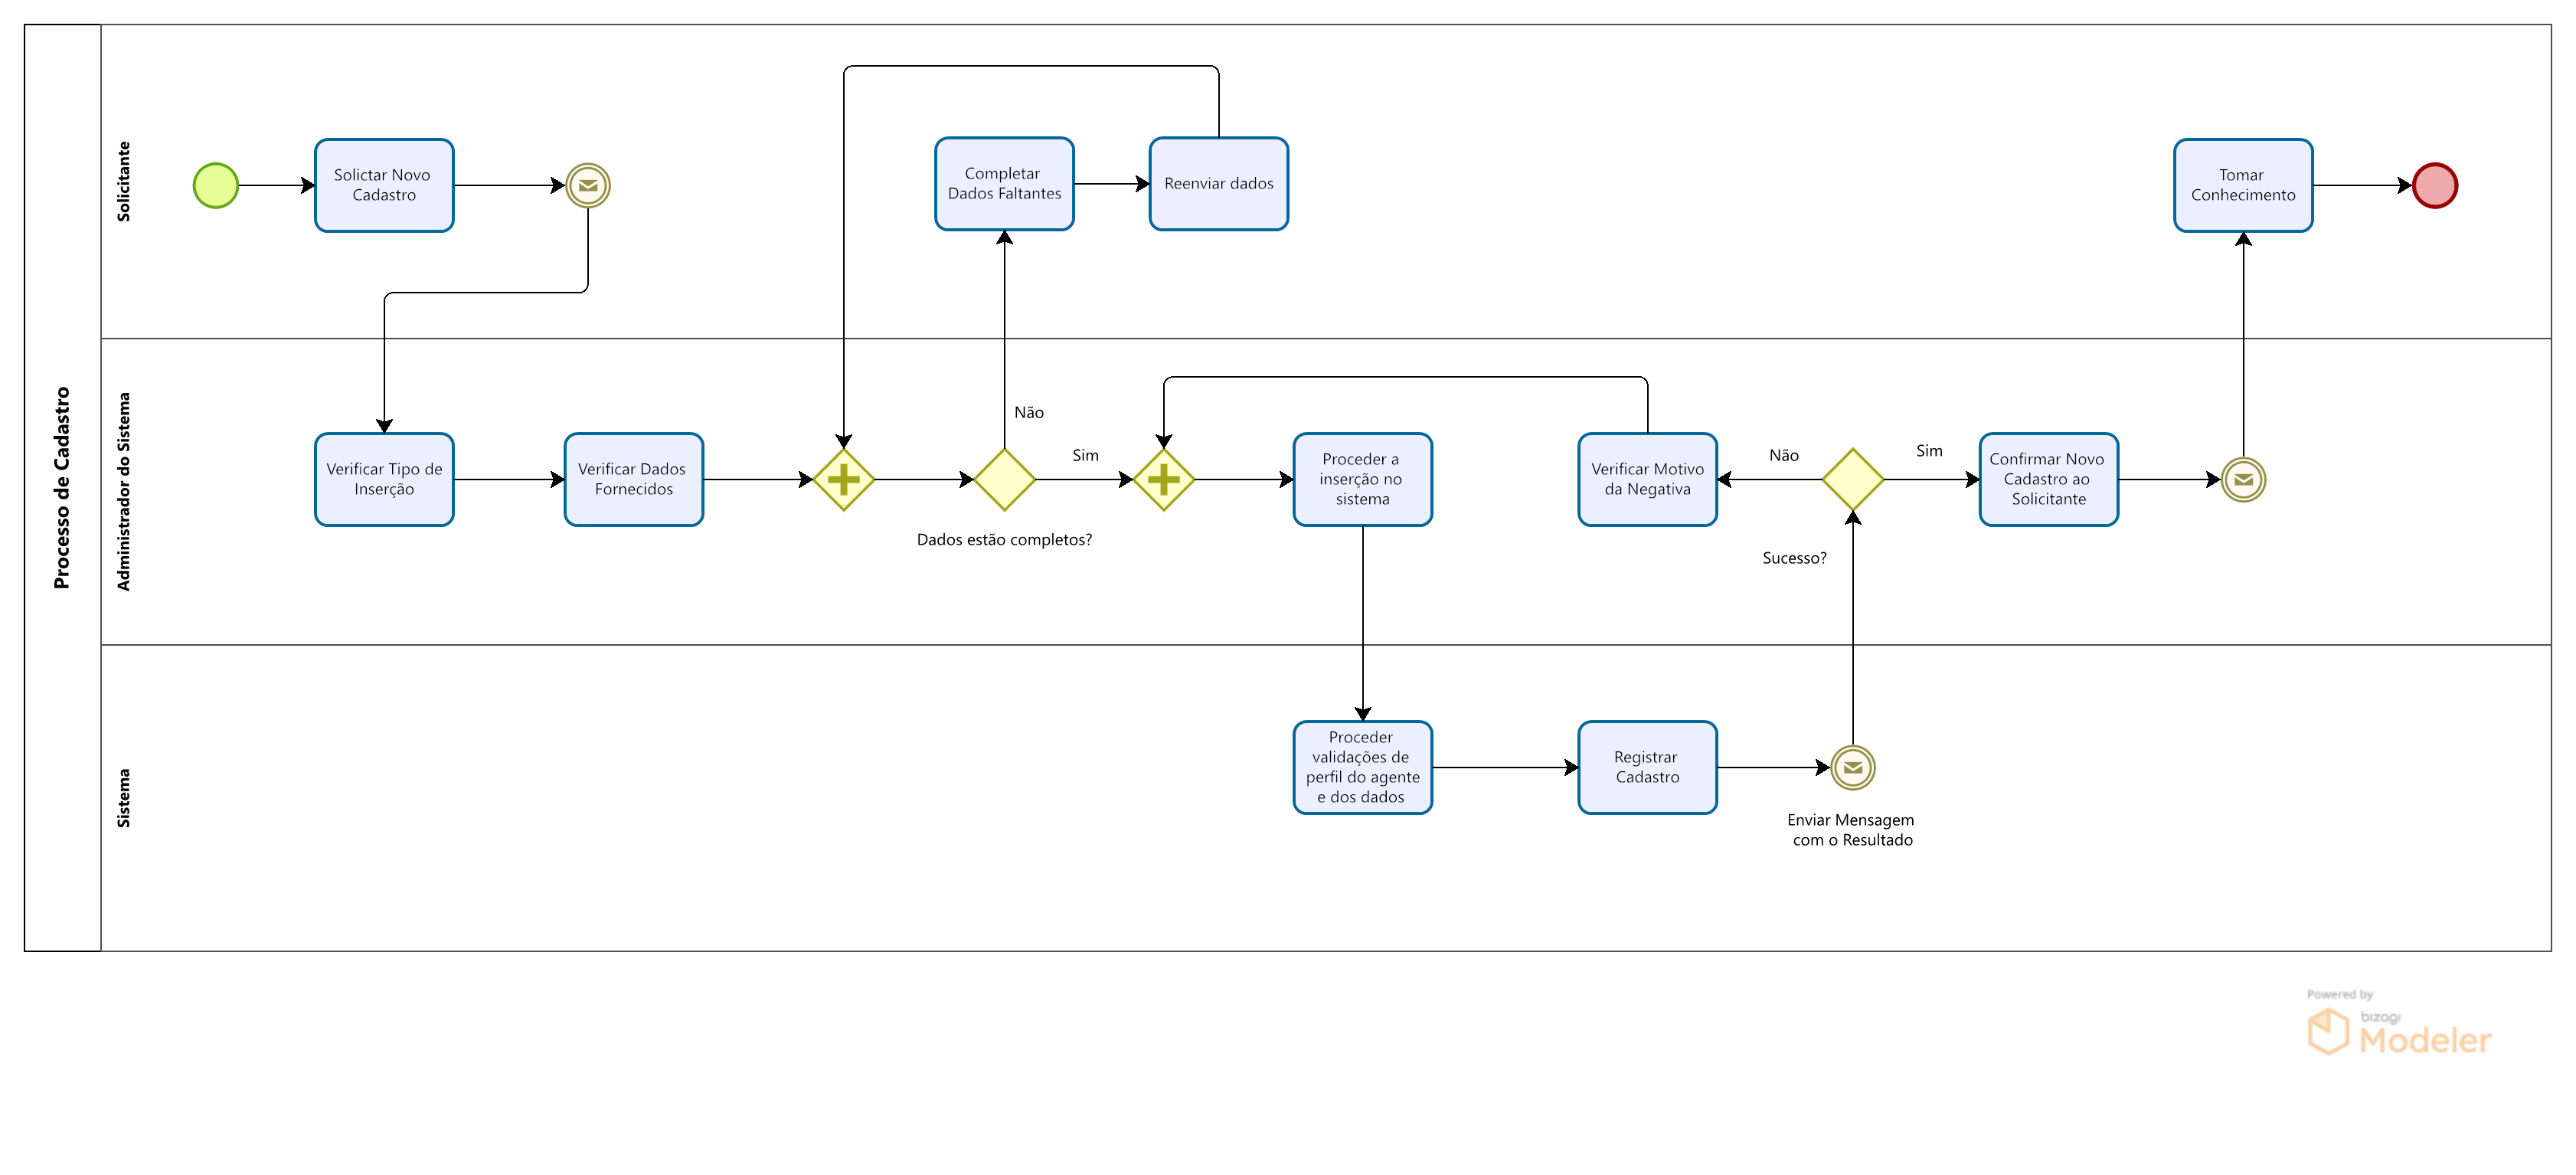 Processo de Cadastro
Solicitante
Solictar Novo
Cadastro
Completar
Dados Faltantes
Reenviar dados
Tomar
Conhecimento
Administrador do Sistema
Verificar Tipo de
Inserção
Verificar Dados
Fornecidos
Não
Sim
Dados estão completos?
Proceder a
inserção no
sistema
Verificar Motivo
da Negativa
Não
Sim
Sucesso?
Confirmar Novo
Cadastro ao
Solicitante
Sistema
Proceder
validações de
perfil do agente
e dos dados
Registrar
Cadastro
Enviar Mensagem
com o Resultado
Powered by
bizagi
Modeler